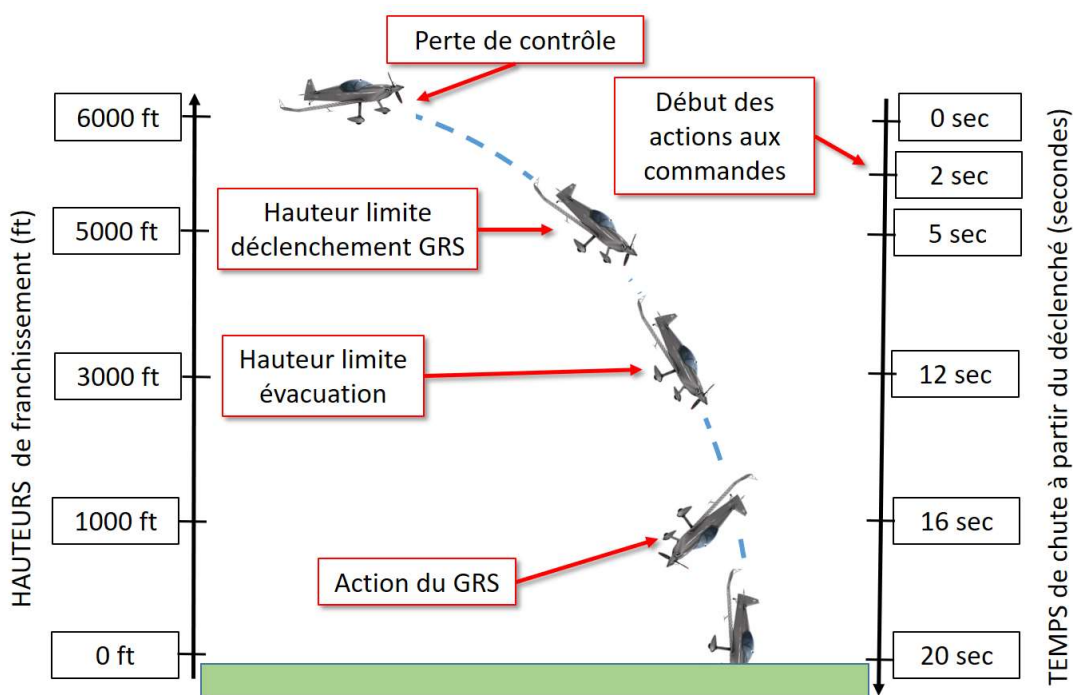 Perte de contrôle
Début des
actions aux
commandes
Hauteur limite
déclenchement GRS
Hauteur limite
évacuation
Action du GRS
HAUTEURS de franchissement (ft)
6000 ft
5000 ft
3000 ft
1000 ft
0 ft
0 sec
2 sec
5 sec
12 sec
16 sec
20 sec
TEMPS de chute à partir du déclenché (secondes)